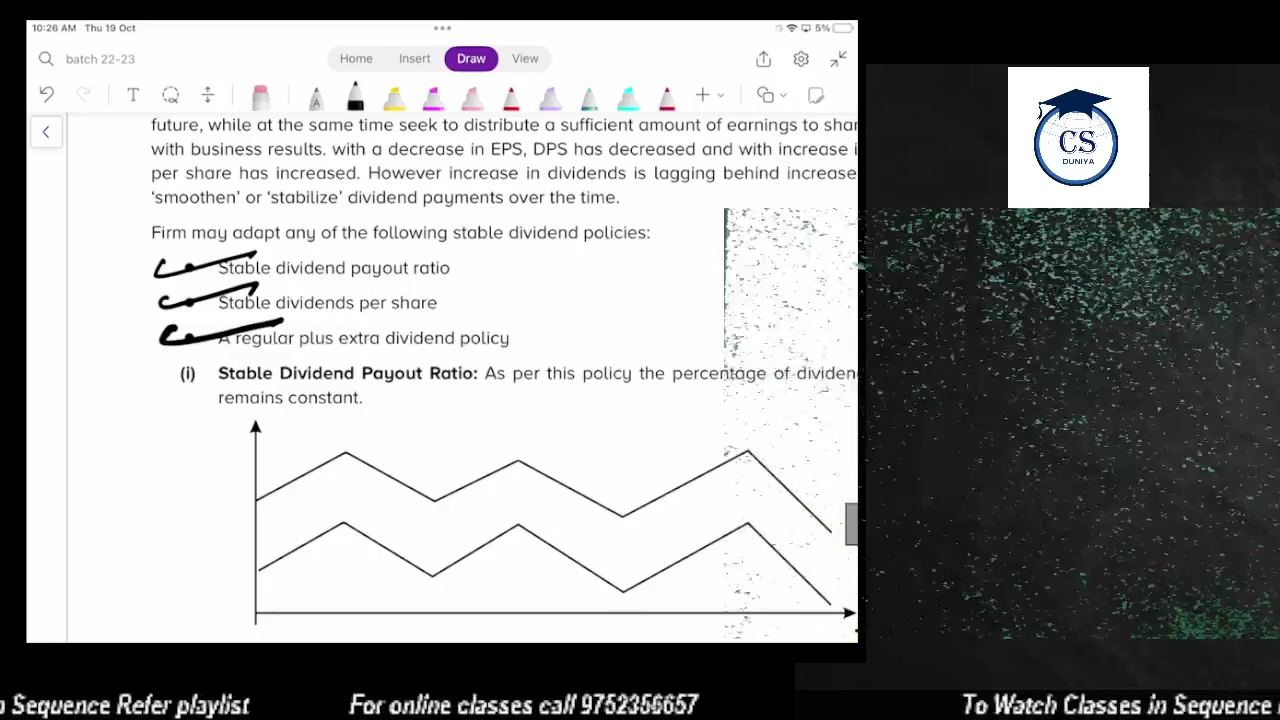 10:26 AM Thu 19 Oct
5%
batch 22-23
Home Insert Draw View
CS
DUNIYA
future, while at the same time seek to distribute a sufficient amount of earnings to shar
with business results. with decrease in EPS, DPS has decreased and with increase i
per share has increased. However increase in dividends is lagging behind increase
‘smoothen’ or ‘stabilize’ dividend payments over the time.
Firm may adapt any of the following stable dividend policies:
Stable dividend payout ratio
Stable dividends per share
A regular plus extra dividend policy
(i) Stable Dividend Payout Ratio: As per this policy the percentage of dividen
remains constant.
n Sequence Refer playlist For online classes call 9752356657 To Watch Classes in Sequence